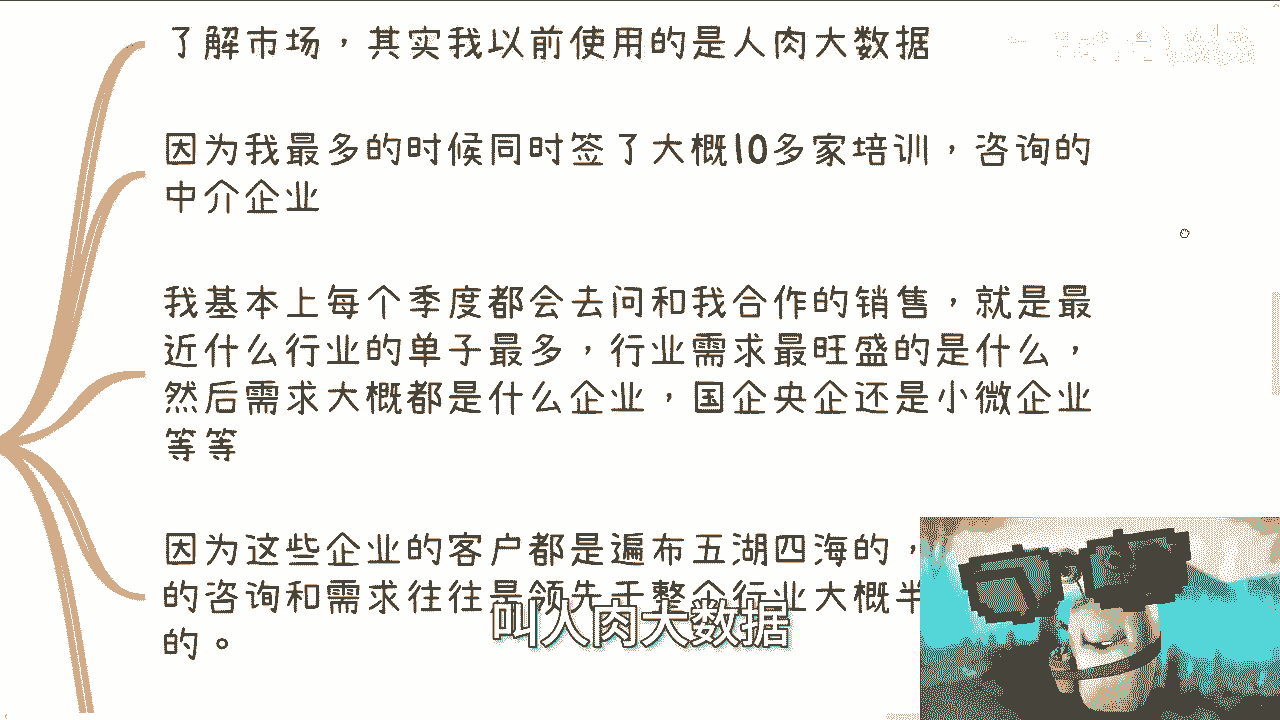 了解市场，其实我以前使用的是人肉大数据
因为我最多的时候同时签了大概10多家培训，咨询的
中介企业
我基本上每个季度都会去问和我合作的销售，就是最
近什么行业的单子最多，行业需求最旺盛的是什么，
然后需求大概都是什么企业，国企央企还是小微企业
等等
因为这些企业的客户都是遍布五湖四海的，
的咨询和需求往往是领先于整个行业大概半
的。
叫人肉大数据